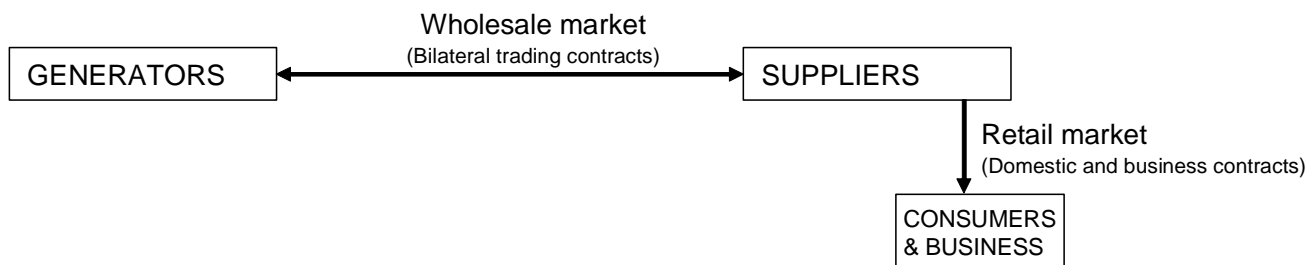 Wholesale market
(Bilateral trading contracts)
GENERATORS
SUPPLIERS
Retail market
(Domestic and business contracts)
CONSUMERS
& BUSINESS